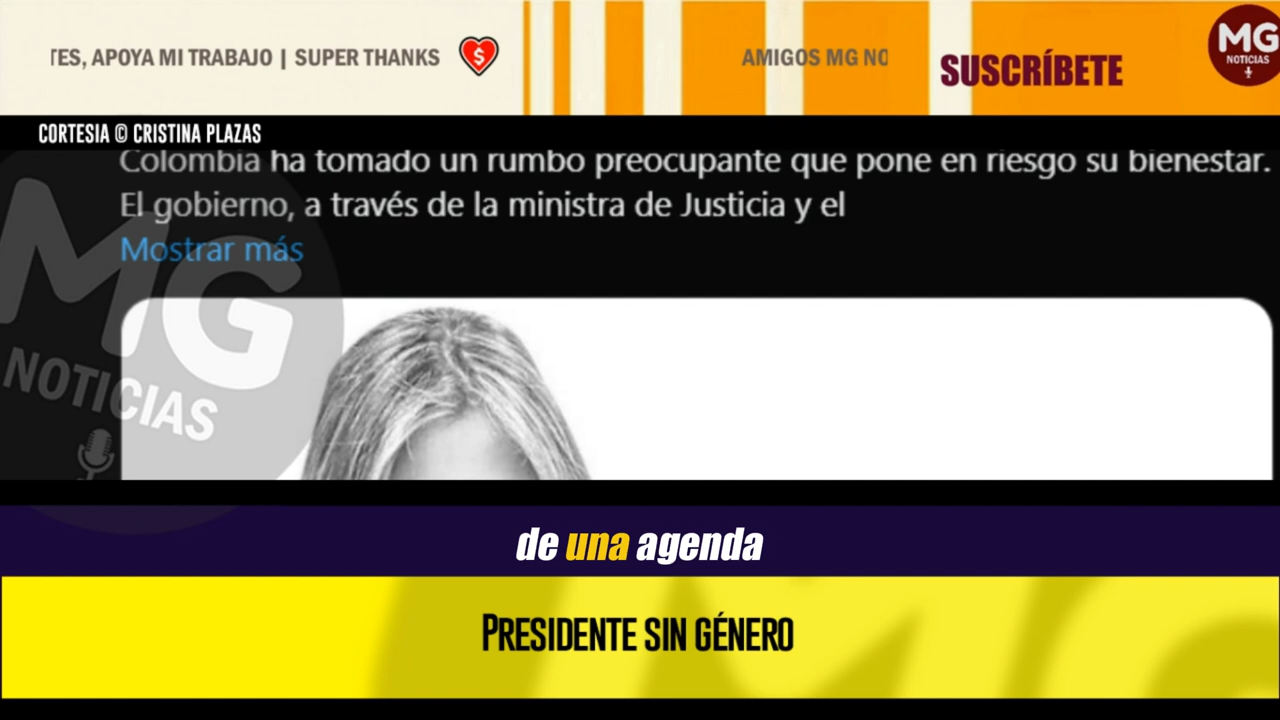 TES, APOYA MI TRABAJO | SUPER THANKS
$
AMIGOS MG NO
SUSCRÍBETE
MG
NOTICIAS
CORTESIA © CRISTINA PLAZAS
Colombia ha tomado un rumbo preocupante que pone en riesgo su bienestar.
El gobierno, a través de la ministra de Justicia y el
Mostrar más
MG
NOTICIAS
de una agenda
PRESIDENTE SIN GÉNERO